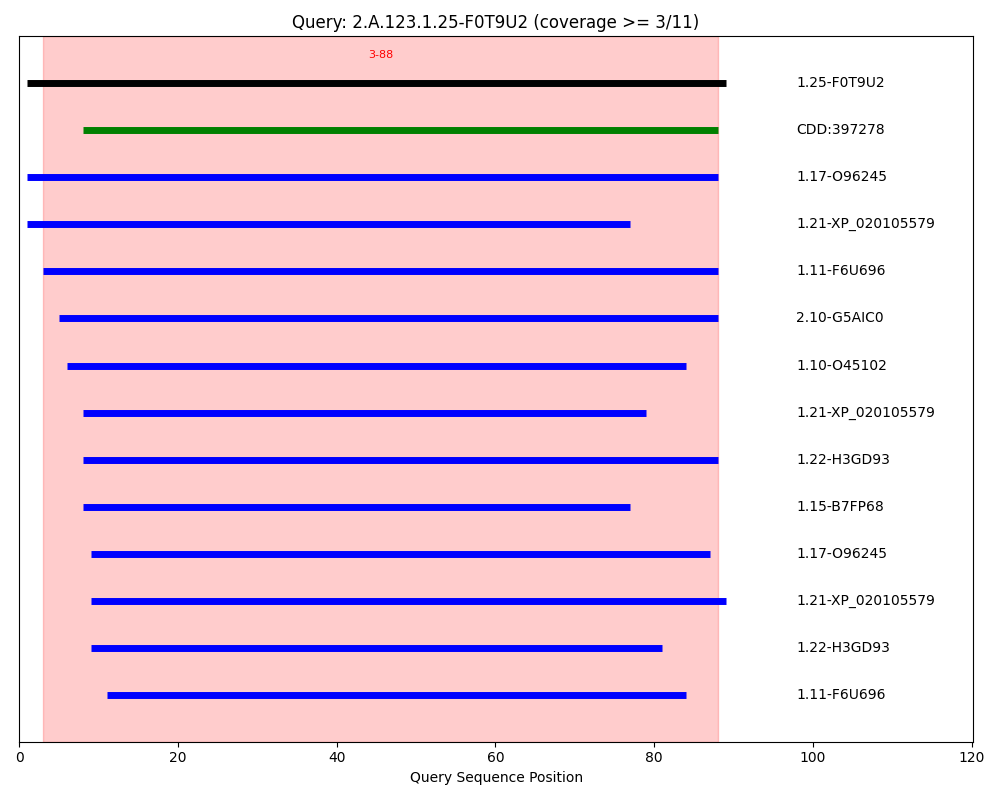 Query: 2.A.123.1.25-F0T9U2 (coverage >= 3/11)
3-88
1.25-F0T9U2
CDD:397278
1.17-O96245
1.21-XP_020105579
1.11-F6U696
2.10-G5AIC0
1.10-O45102
1.21-XP_020105579
1.22-H3GD93
1.15-B7FP68
1.17-O96245
1.21-XP_020105579
1.22-H3GD93
1.11-F6U696
0 20 40 60 80 100 120
Query Sequence Position